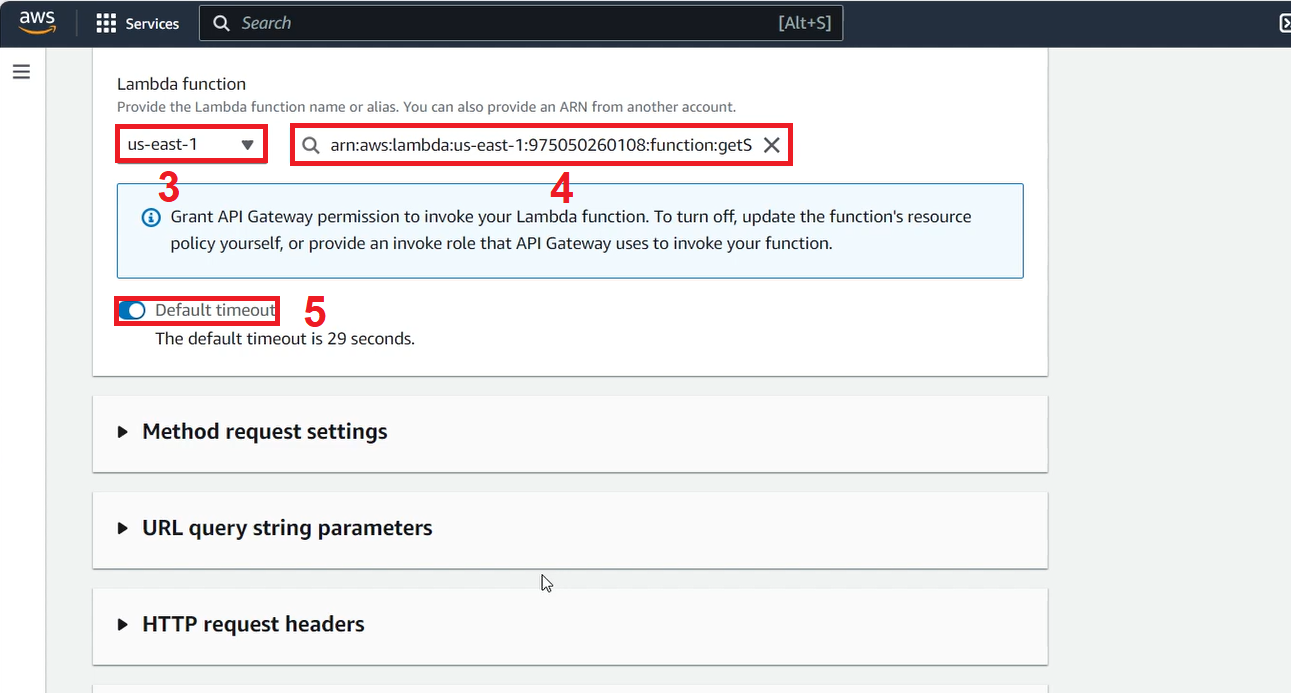 aws
Services
Search [Alt+S]
Lambda function
Provide the Lambda function name or alias. You can also provide an ARN from another account.
us-east-1 arn:aws:lambda:us-east-1:975050260108:function:getS
3 4
Grant API Gateway permission to invoke your Lambda function. To turn off, update the function's resource
policy yourself, or provide an invoke role that API Gateway uses to invoke your function.
Default timeout 5
The default timeout is 29 seconds.
Method request settings
URL query string parameters
HTTP request headers